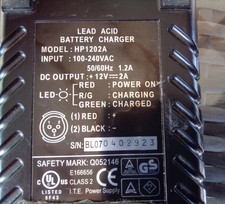 LEAD ACID
BATTERY CHARGER
MODEL: HP1202A
INPUT: 100-240VAC
50/60Hz 1.2A
DC OUTPUT: +12V 2A
LED RED : POWER ON
R/G : CHARGING
GREEN : CHARGED
(1) RED +
(2) BLACK -
S/N: BL070402923
SAFETY MARK: Q052146
E166656
CLASS 2
I.T.E. Power Supply
LISTED